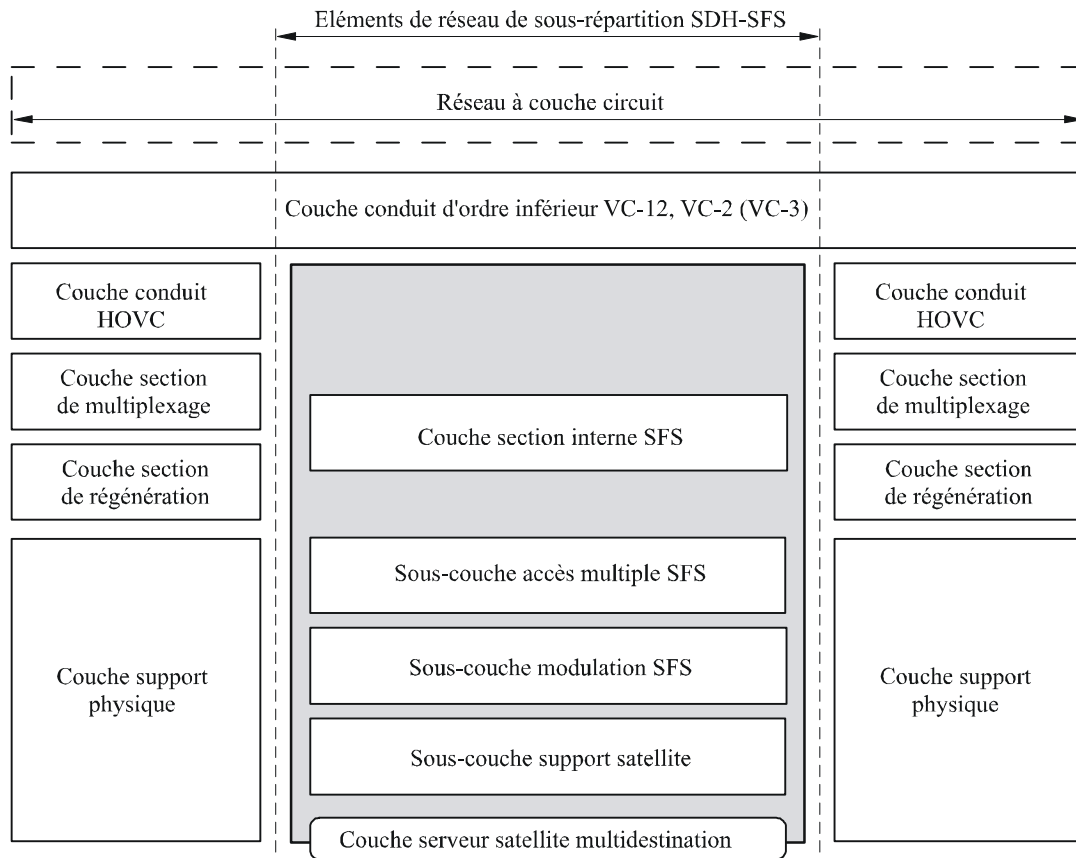 Eléments de réseau de sous-répartition SDH-SFS
Réseau à couche circuit
Couche conduit d'ordre inférieur VC-12, VC-2 (VC-3)
Couche conduit
HOVC
Couche section
de multiplexage
Couche section
de régénération
Couche support
physique
Couche section interne SFS
Sous-couche accès multiple SFS
Sous-couche modulation SFS
Sous-couche support satellite
Couche serveur satellite multidestination
Couche conduit
HOVC
Couche section
de multiplexage
Couche section
de régénération
Couche support
physique